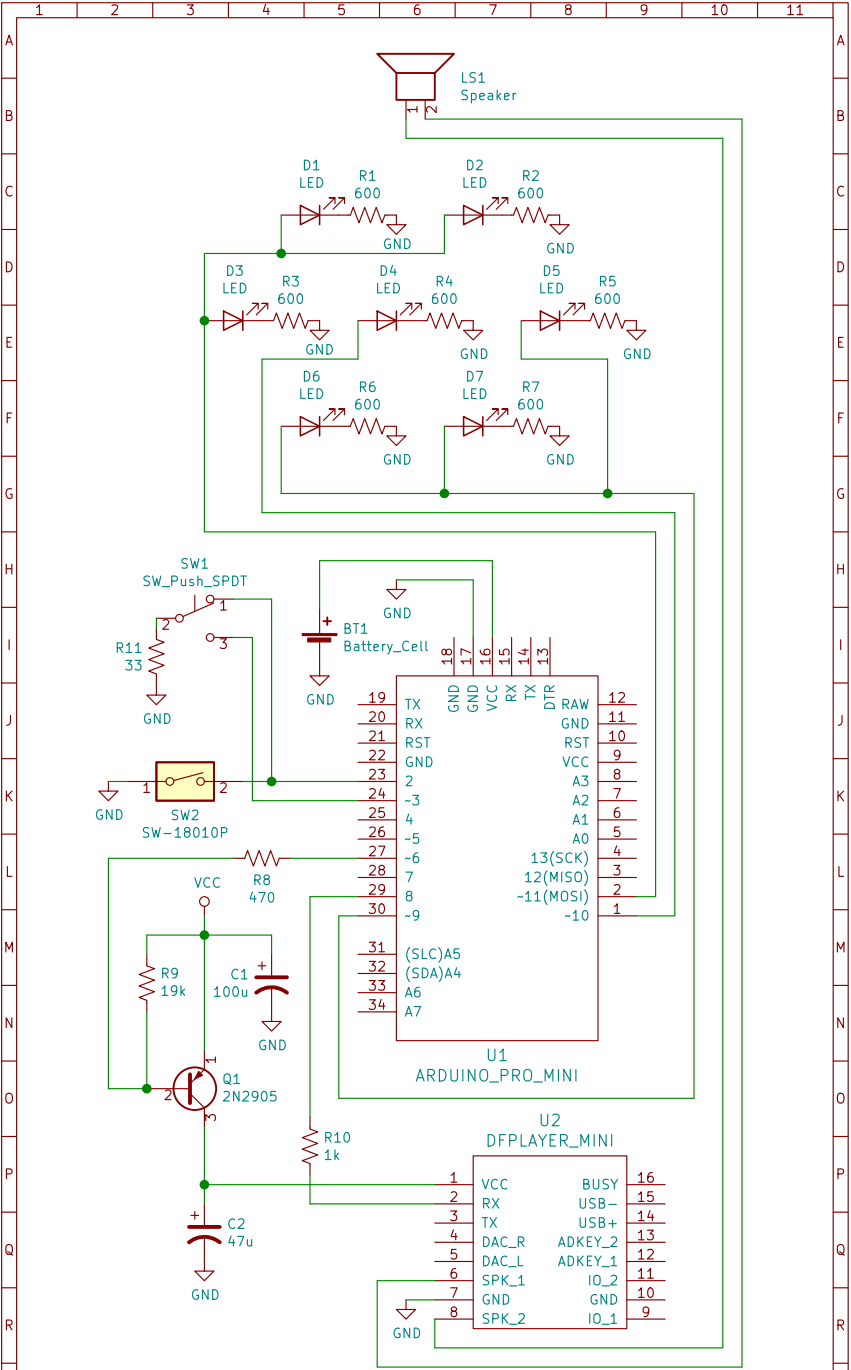 1 2 3 4 5 6 7 8 9 10 11
A A
B B
C C
D D
E E
F F
G G
H H
I I
J J
K K
L L
M M
N N
O O
P P
Q Q
R R
LS1
Speaker
1 2
D1
LED
R1
600
GND
D2
LED
R2
600
GND
D3
LED
R3
600
GND
D4
LED
R4
600
GND
D5
LED
R5
600
GND
D6
LED
R6
600
GND
D7
LED
R7
600
GND
SW1
SW_Push_SPDT
1
2
3
R11
33
GND
BT1
Battery_Cell
+
GND
GND
1 2
SW2
SW-18010P
GND
R8
470
VCC
R9
19k
C1
100u
+
GND
1
2
3
Q1
2N2905
C2
47u
+
GND
R10
1k
18 17 16 15 14 13
GND GND VCC RX TX DTR
19 TX RAW 12
20 RX GND 11
21 RST RST 10
22 GND VCC 9
23 2 A3 8
24 ~3 A2 7
25 4 A1 6
26 ~5 A0 5
27 ~6 13(SCK) 4
28 7 12(MISO) 3
29 8 ~11(MOSI) 2
30 ~9 ~10 1
31 (SLC)A5
32 (SDA)A4
33 A6
34 A7
U1
ARDUINO_PRO_MINI
U2
DFPLAYER_MINI
1 VCC BUSY 16
2 RX USB- 15
3 TX USB+ 14
4 DAC_R ADKEY_2 13
5 DAC_L ADKEY_1 12
6 SPK_1 IO_2 11
7 GND GND 10
8 SPK_2 IO_1 9
GND